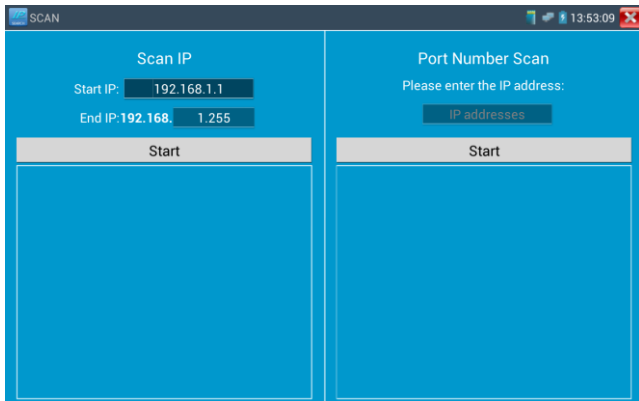 SCAN
13:53:09
Scan IP
Start IP: 192.168.1.1
End IP:192.168. 1.255
Start
Port Number Scan
Please enter the IP address:
IP addresses
Start